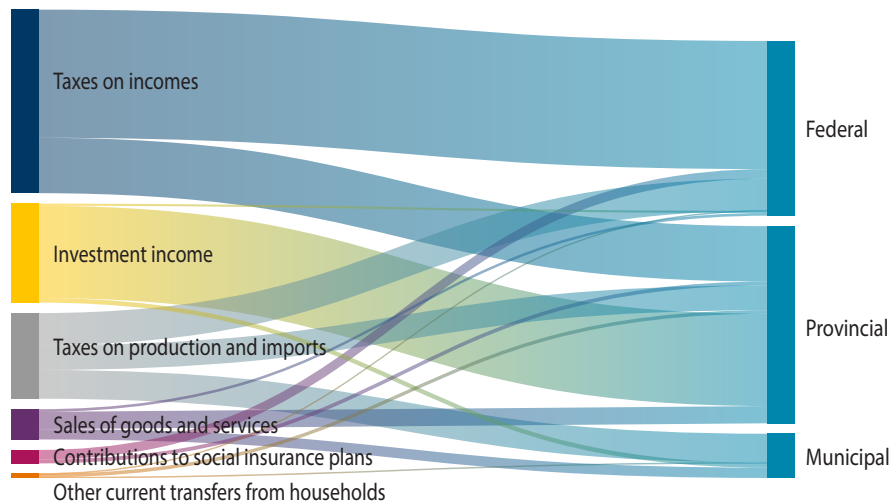 Taxes on incomes
Investment income
Taxes on production and imports
Sales of goods and services
Contributions to social insurance plans
Other current transfers from households
Federal
Provincial
Municipal